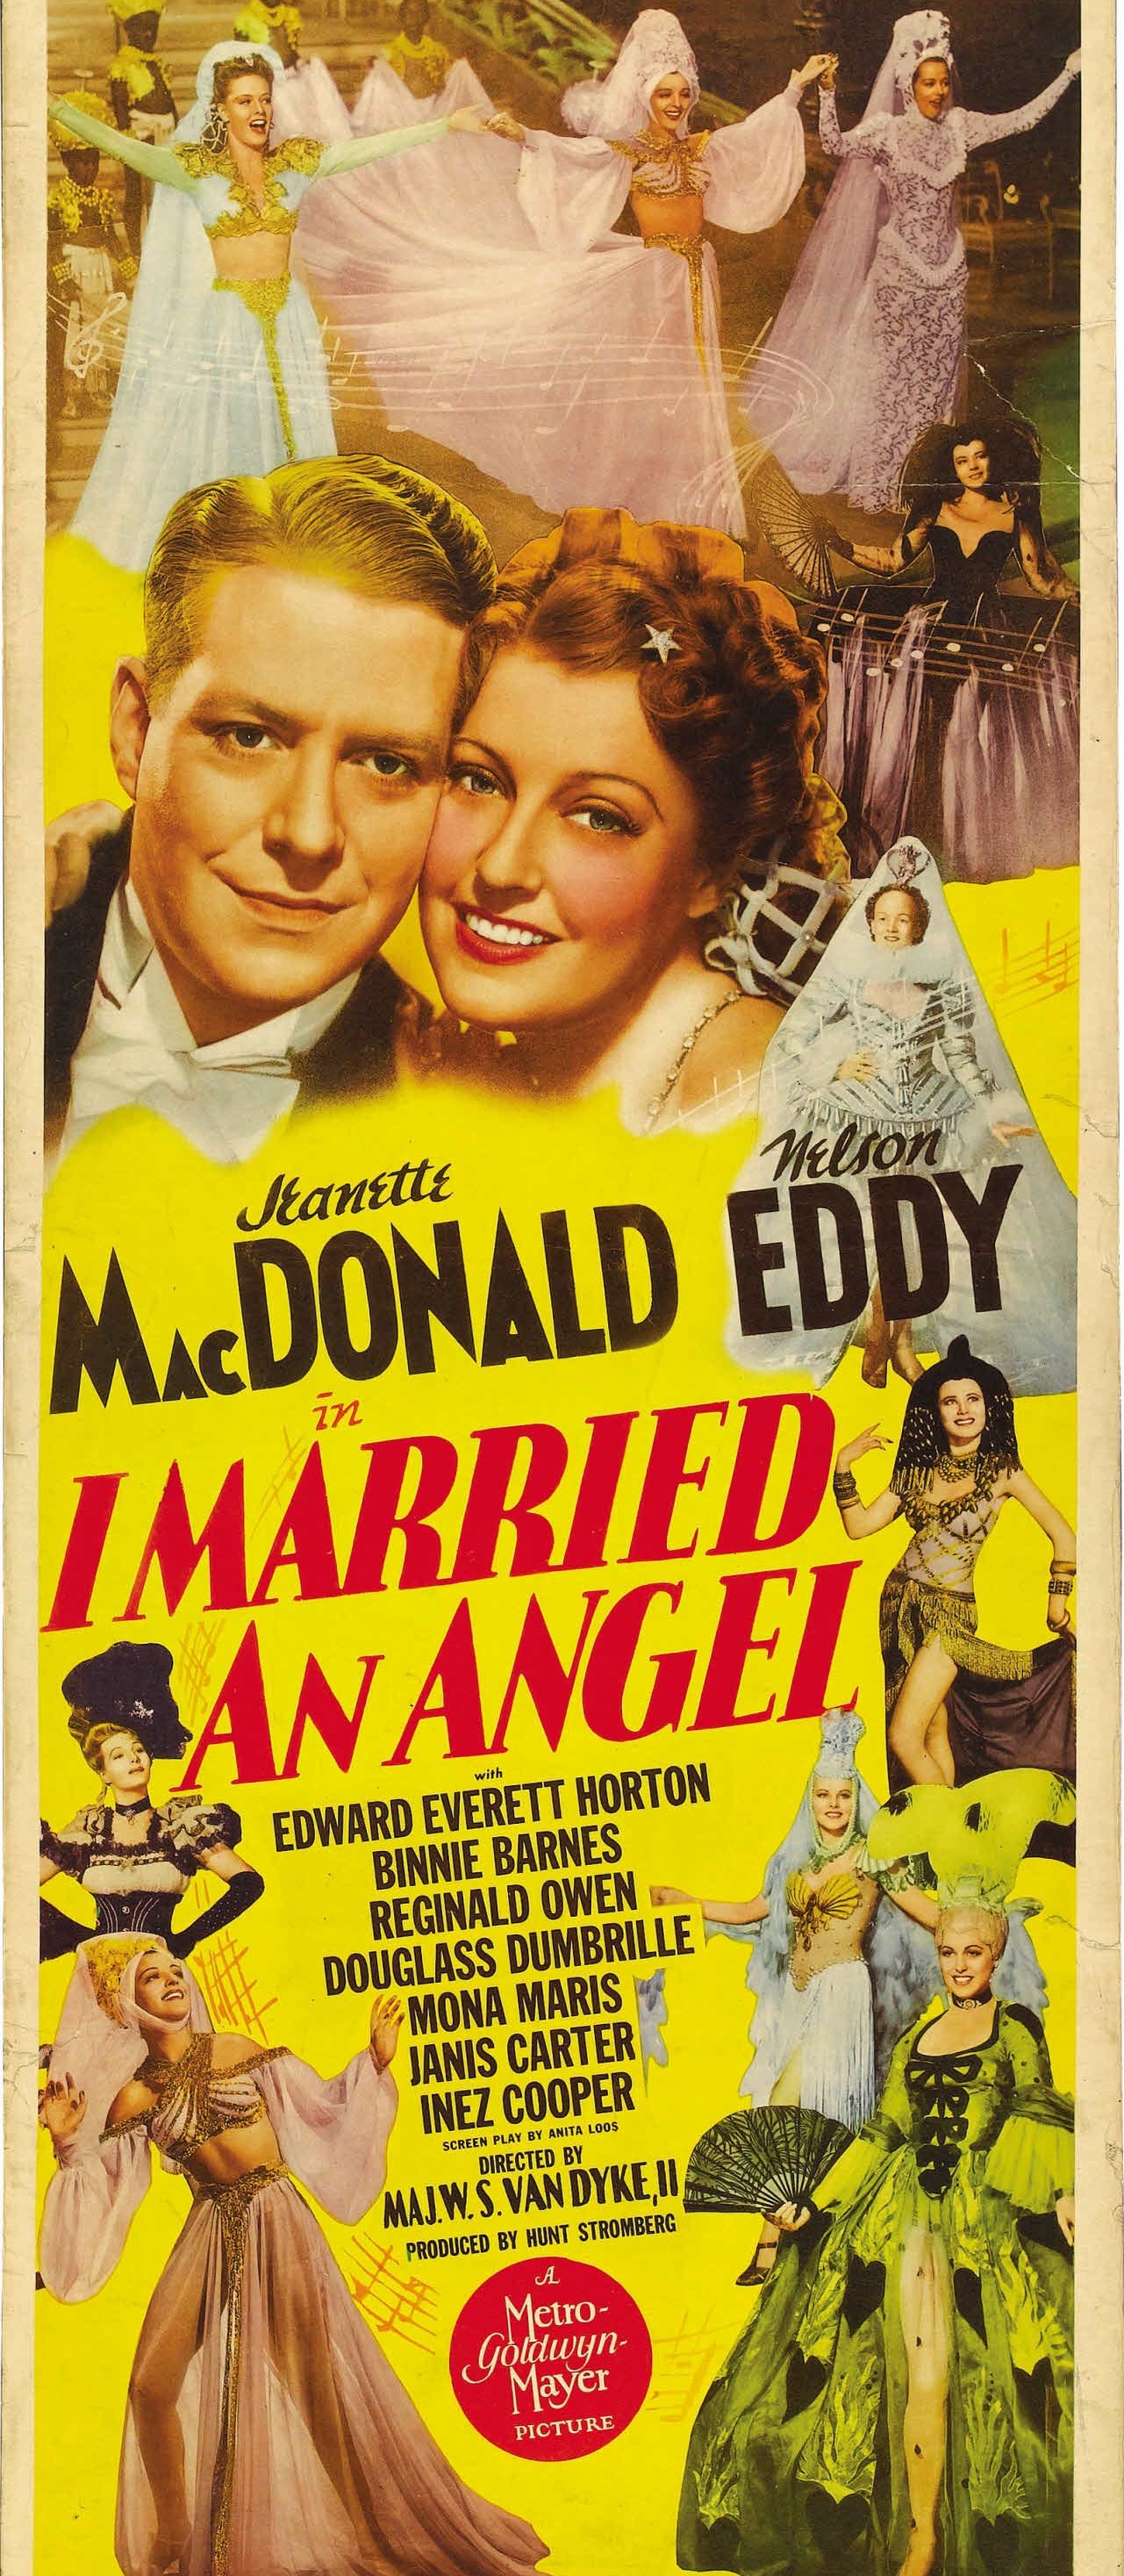 Jeanette
MacDONALD
Nelson
EDDY
in
I MARRIED
AN ANGEL
with
EDWARD EVERETT HORTON
BINNIE BARNES
REGINALD OWEN
DOUGLASS DUMBRILLE
MONA MARIS
JANIS CARTER
INEZ COOPER
SCREEN PLAY BY ANITA LOOS
DIRECTED BY
MAJ. W. S. VAN DYKE, II
PRODUCED BY HUNT STROMBERG
A
Metro-
Goldwyn-
Mayer
PICTURE